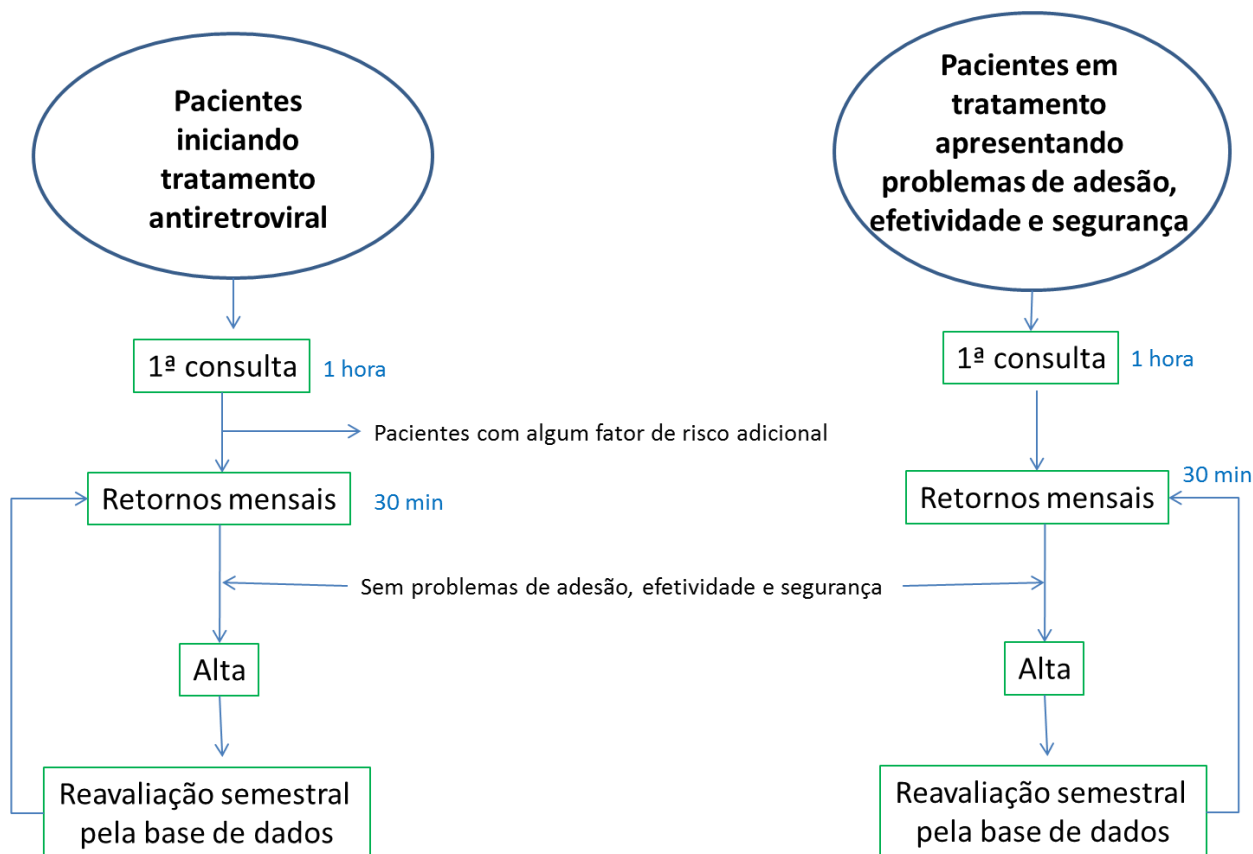 Pacientes
iniciando
tratamento
antiretroviral
1ª consulta
1 hora
Pacientes com algum fator de risco adicional
Retornos mensais
30 min
Sem problemas de adesão, efetividade e segurança
Alta
Reavaliação semestral
pela base de dados
Pacientes em
tratamento
apresentando
problemas de adesão,
efetividade e segurança
1ª consulta
1 hora
30 min
Retornos mensais
Alta
Reavaliação semestral
pela base de dados